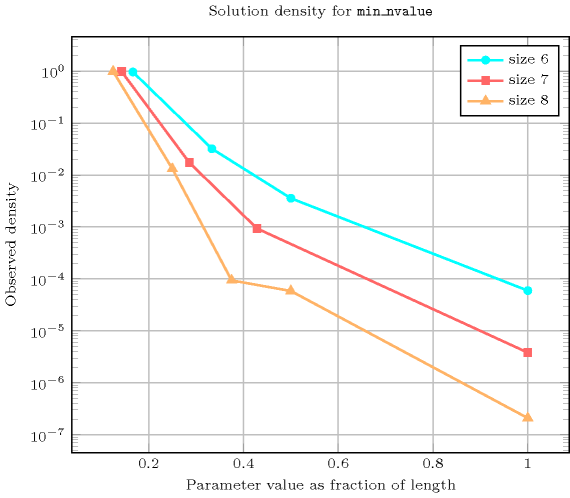 Solution density for min_nvalue
size 6
size 7
size 8
10^0
10^-1
10^-2
10^-3
10^-4
10^-5
10^-6
10^-7
Observed density
0.2 0.4 0.6 0.8 1
Parameter value as fraction of length